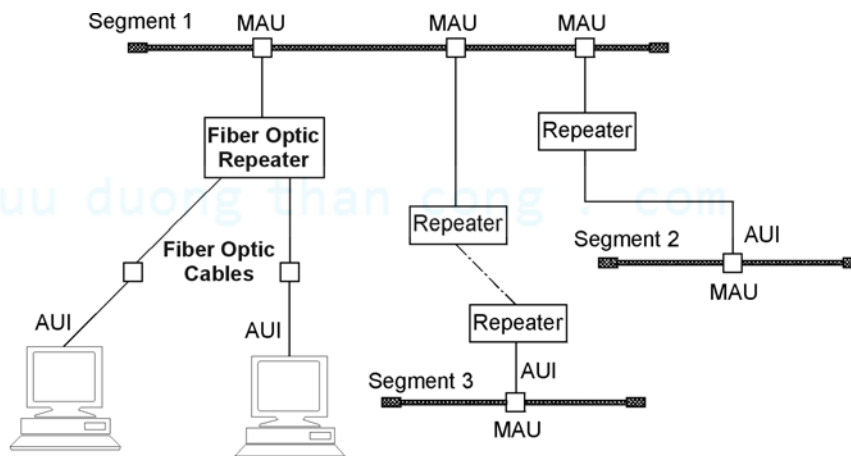 Segment 1
MAU
MAU
MAU
Fiber Optic
Repeater
Repeater
uu duong than cong . com
Repeater
Fiber Optic
Cables
Segment 2
AUI
MAU
Repeater
AUI
AUI
Segment 3
AUI
MAU